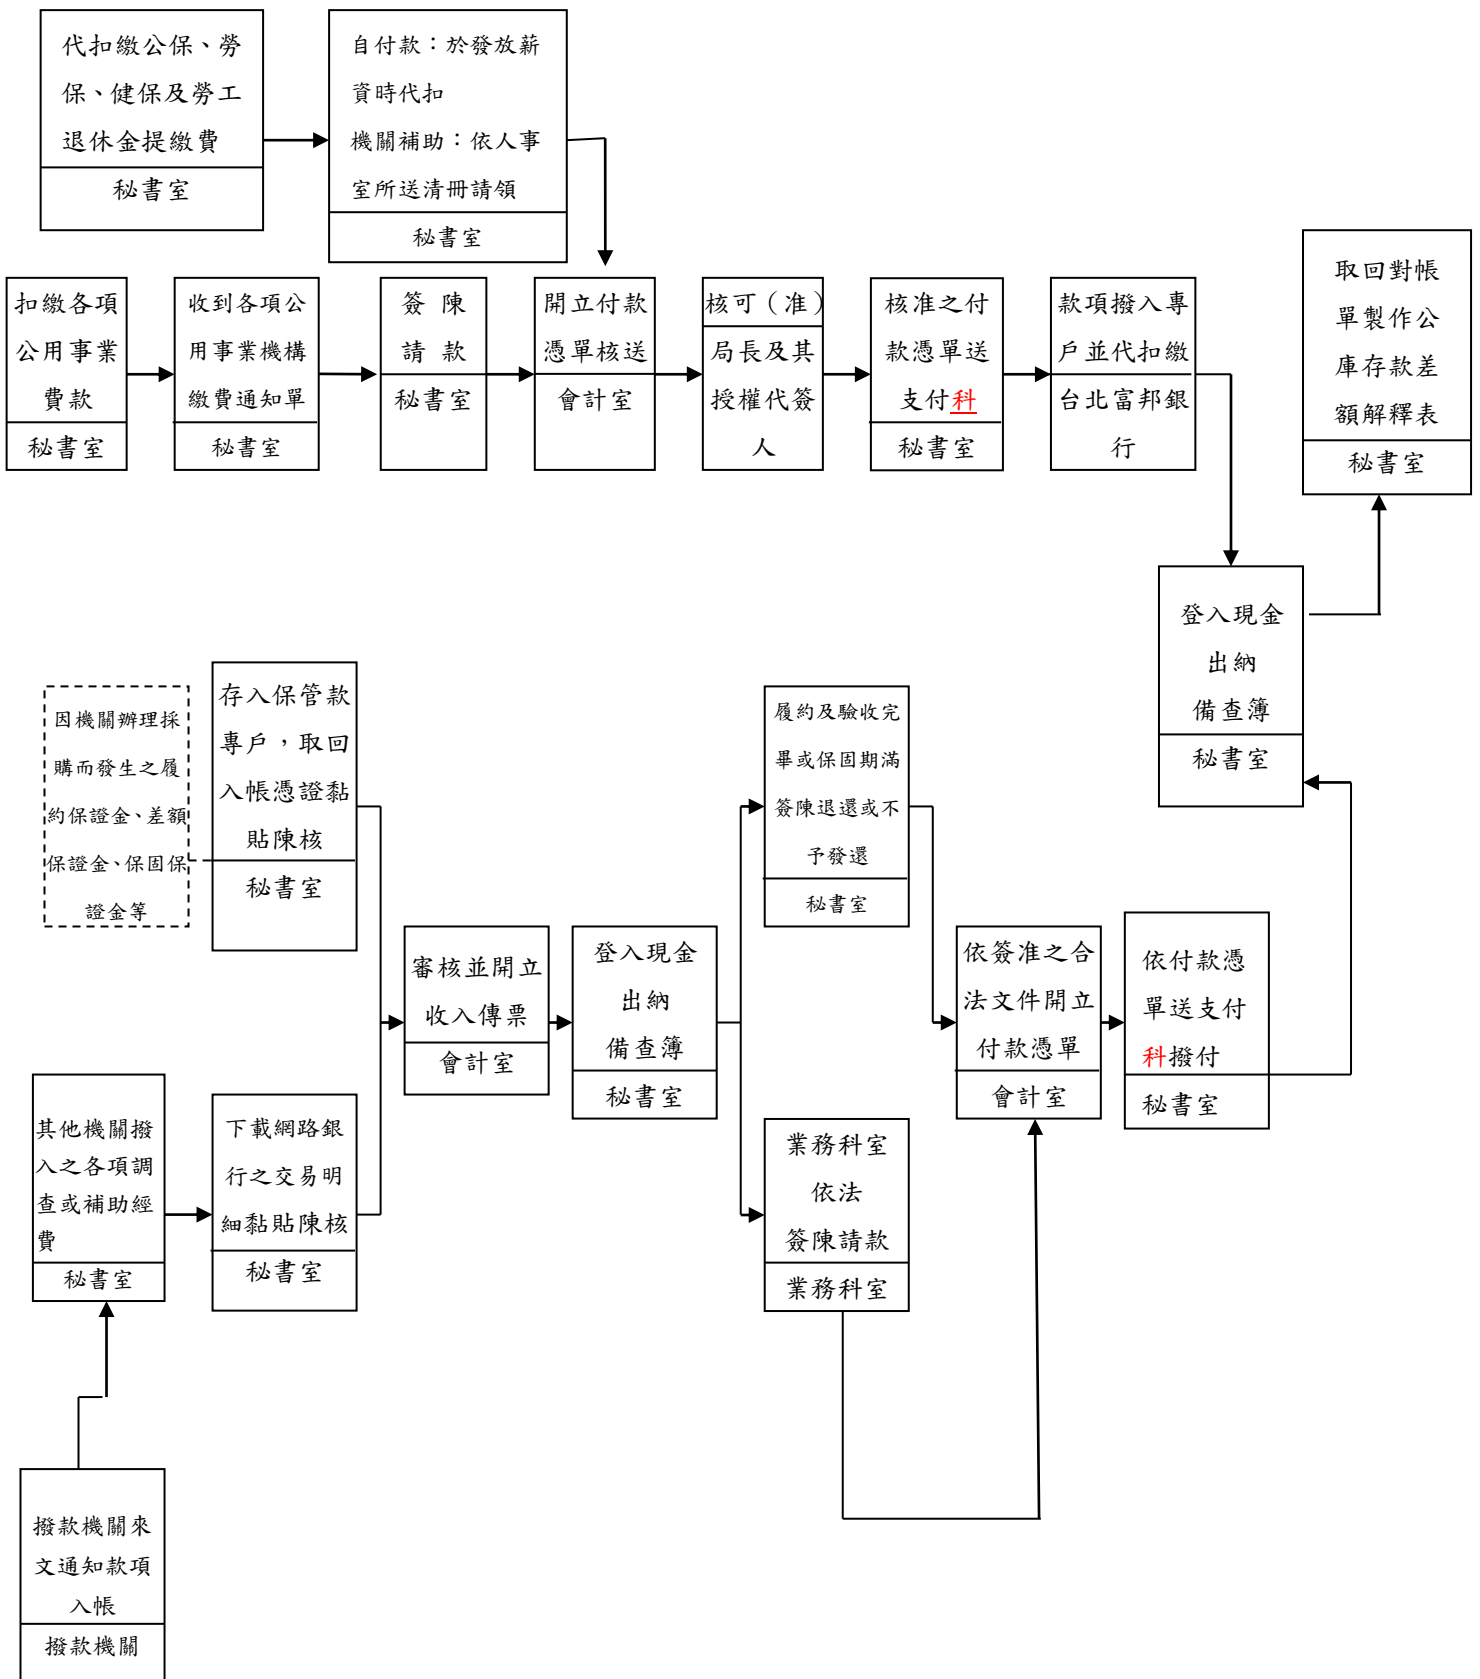 代扣繳公保、勞
保、健保及勞工
退休金提繳費
秘書室
自付款：於發放薪
資時代扣
機關補助：依人事
室所送清冊請領
秘書室
扣繳各項
公用事業
費款
秘書室
收到各項公
用事業機構
繳費通知單
秘書室
簽 陳
請 款
秘書室
開立付款
憑單核送
會計室
核可（准）
局長及其
授權代簽
人
核准之付
款憑單送
支付科
秘書室
款項撥入專
戶並代扣繳
台北富邦銀
行
取回對帳
單製作公
庫存款差
額解釋表
秘書室
登入現金
出納
備查簿
秘書室
因機關辦理採
購而發生之履
約保證金、差額
保證金、保固保
證金等
存入保管款
專戶，取回
入帳憑證黏
貼陳核
秘書室
審核並開立
收入傳票
會計室
登入現金
出納
備查簿
秘書室
履約及驗收完
畢或保固期滿
簽陳退還或不
予發還
秘書室
依簽准之合
法文件開立
付款憑單
會計室
依付款憑
單送支付
科撥付
秘書室
其他機關撥
入之各項調
查或補助經
費
秘書室
下載網路銀
行之交易明
細黏貼陳核
秘書室
業務科室
依法
簽陳請款
業務科室
撥款機關來
文通知款項
入帳
撥款機關